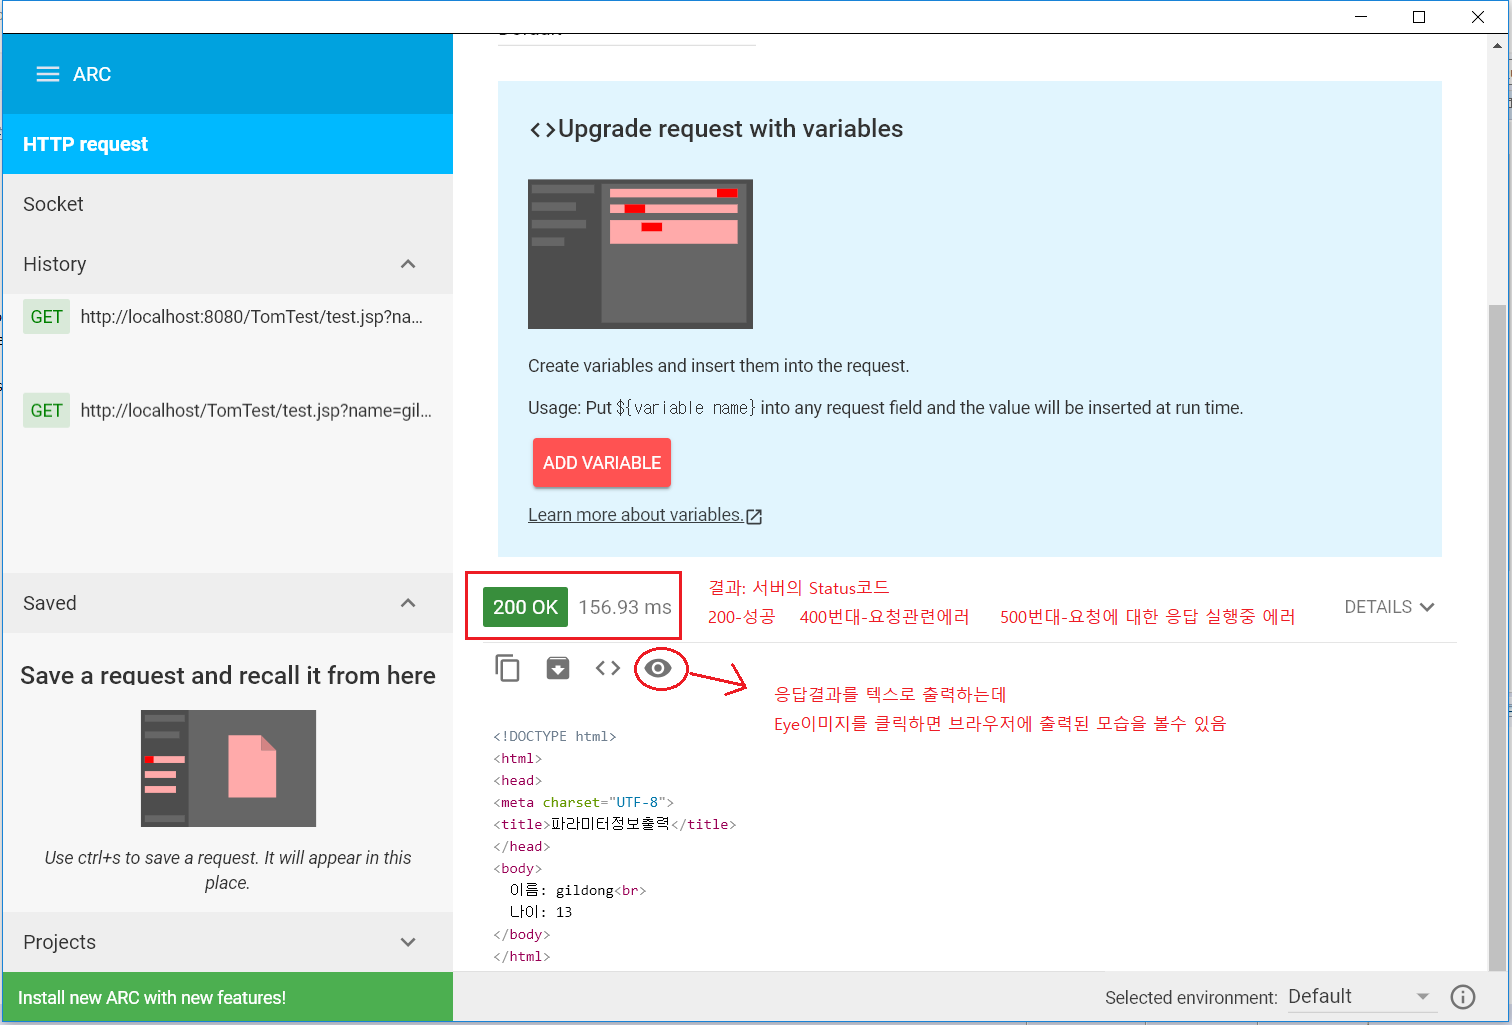 ARC
HTTP request
Socket
History
GET http://localhost:8080/TomTest/test.jsp?na...
GET http://localhost/TomTest/test.jsp?name=gil...
Saved
Save a request and recall it from here
Use ctrl+s to save a request. It will appear in this
place.
Projects
Install new ARC with new features!
Default
<>Upgrade request with variables
Create variables and insert them into the request.
Usage: Put ${variable name} into any request field and the value will be inserted at run time.
ADD VARIABLE
Learn more about variables.
200 OK 156.93 ms
결과: 서버의 Status코드
200-성공 400번대-요청관련에러 500번대-요청에 대한 응답 실행중 에러
DETAILS
응답결과를 텍스로 출력하는데
Eye이미지를 클릭하면 브라우저에 출력된 모습을 볼수 있음
<!DOCTYPE html>
<html>
<head>
<meta charset="UTF-8">
<title>파라미터정보출력</title>
</head>
<body>
이름: gildong<br>
나이: 13
</body>
</html>
Selected environment: Default